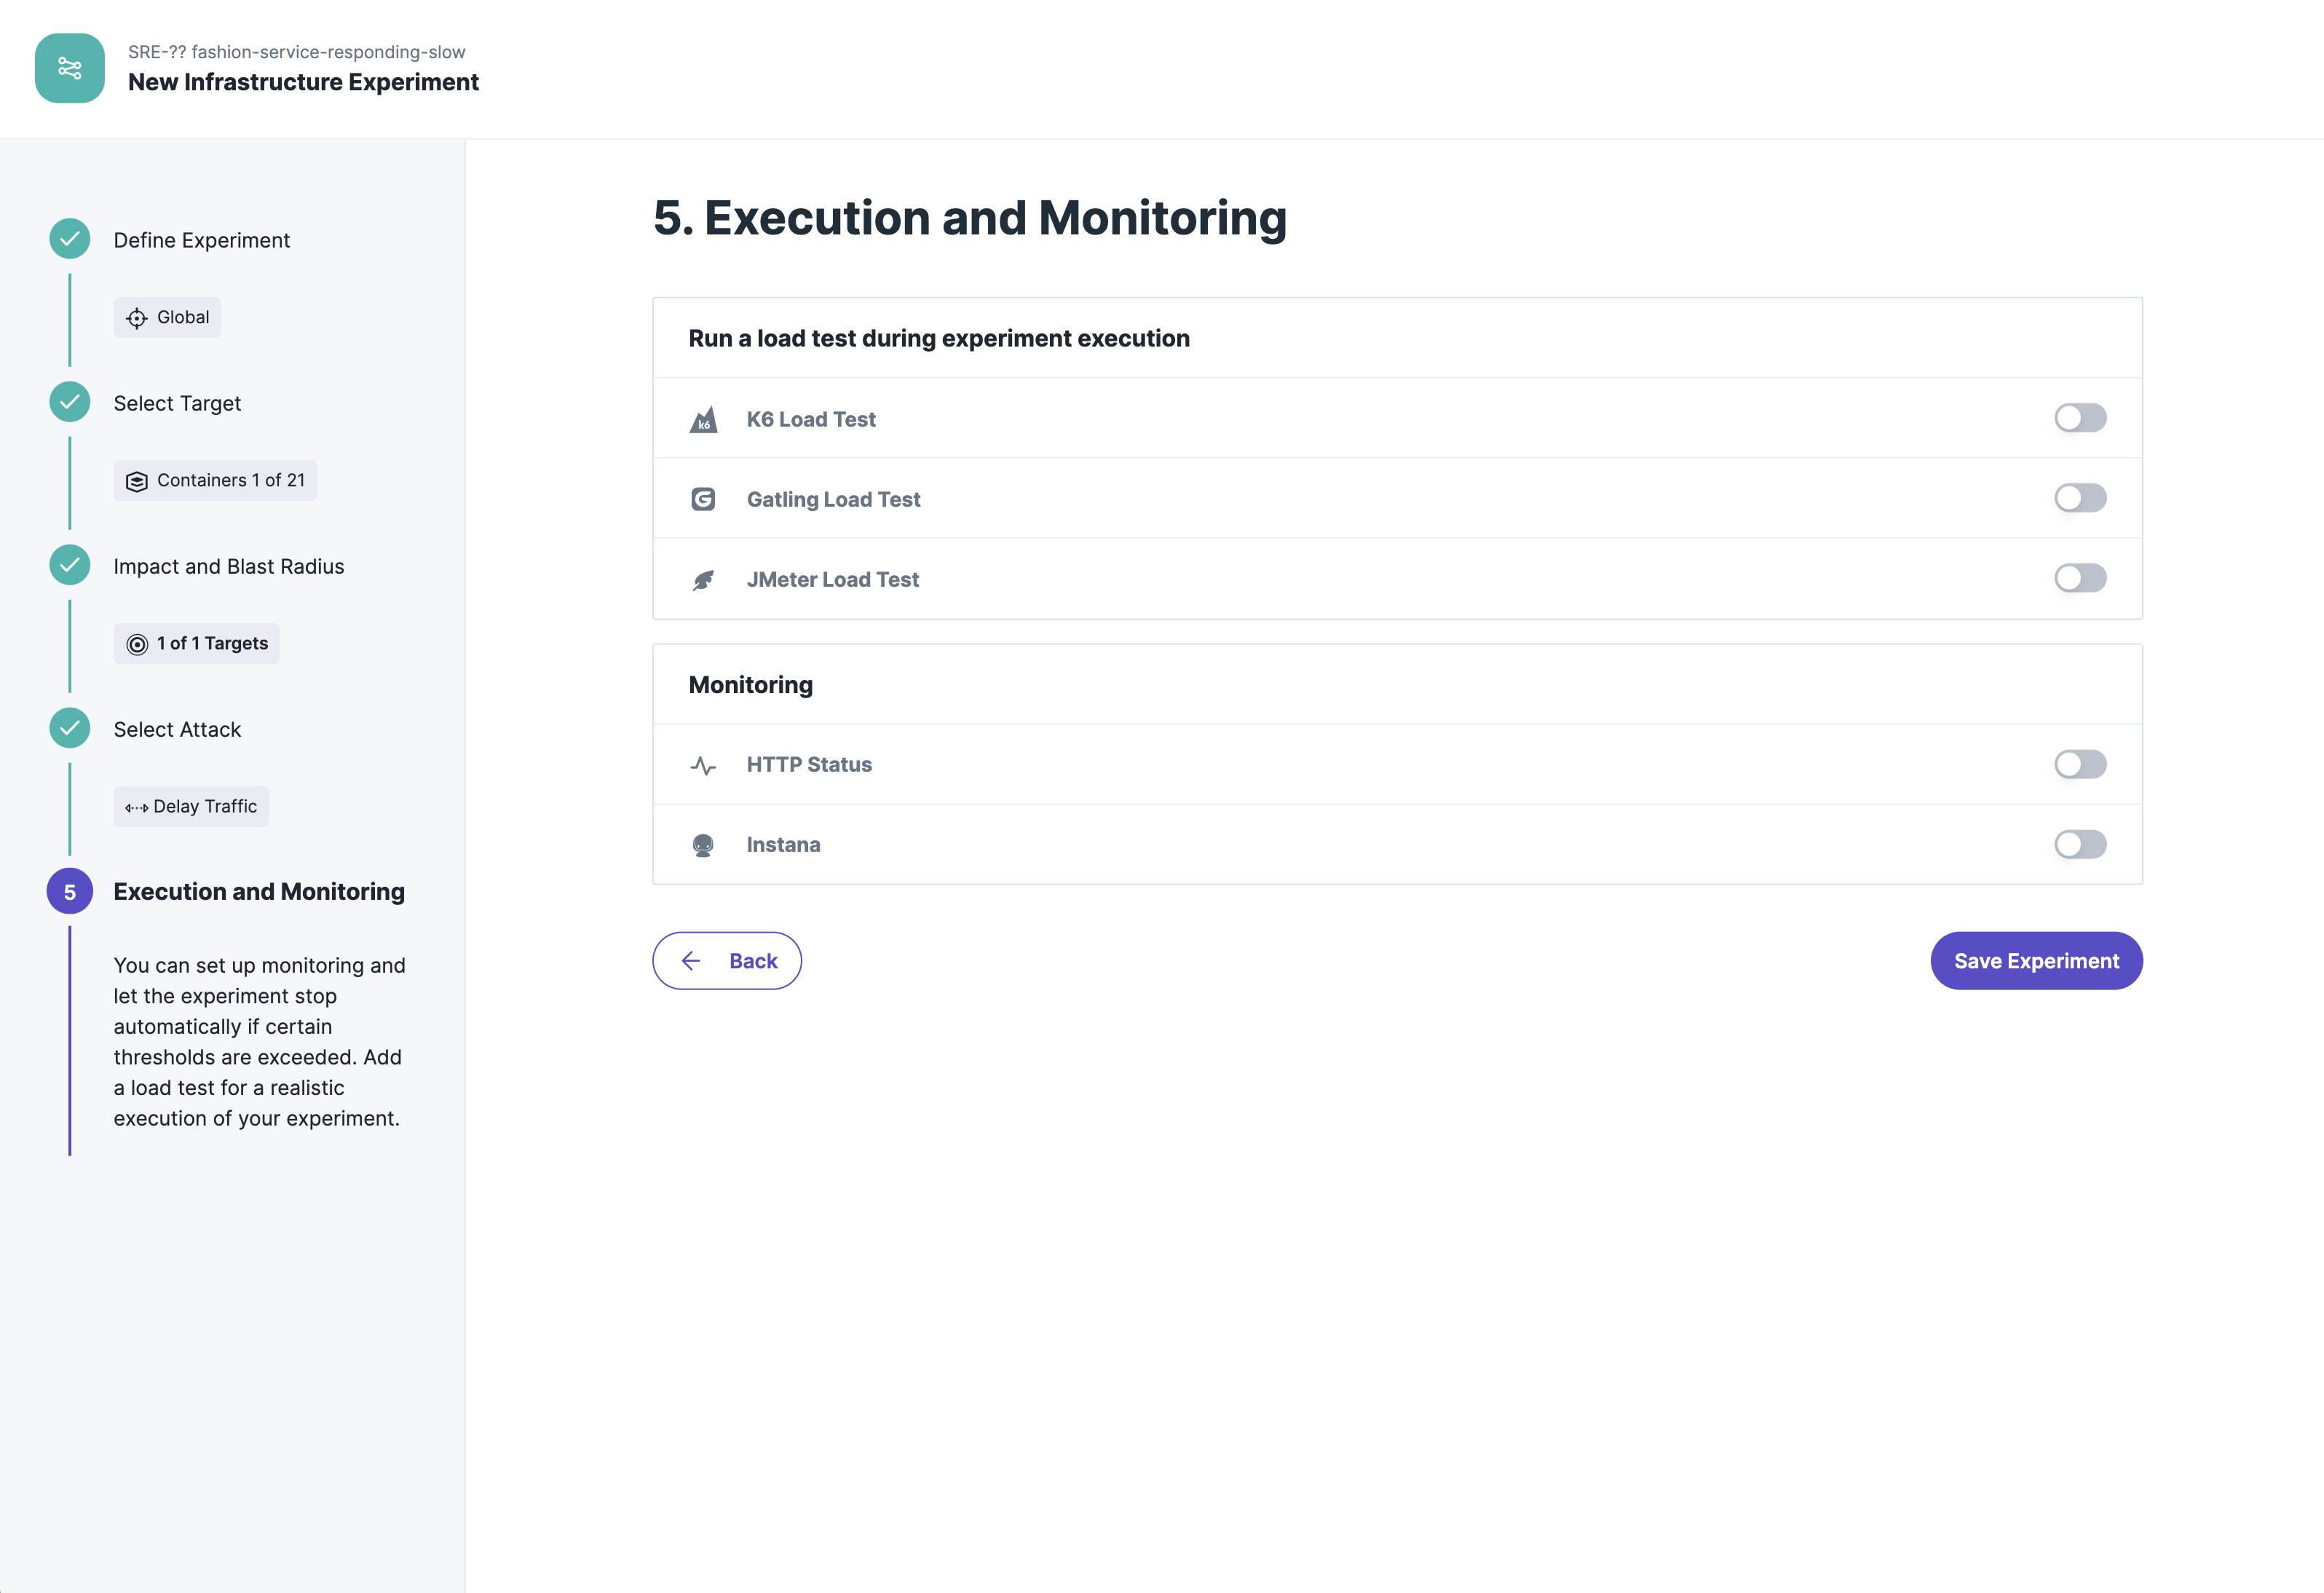 SRE-?? fashion-service-responding-slow
New Infrastructure Experiment
Define Experiment
Global
Select Target
Containers 1 of 21
Impact and Blast Radius
1 of 1 Targets
Select Attack
Delay Traffic
5
Execution and Monitoring
You can set up monitoring and
let the experiment stop
automatically if certain
thresholds are exceeded. Add
a load test for a realistic
execution of your experiment.
5. Execution and Monitoring
Run a load test during experiment execution
k6
K6 Load Test
G
Gatling Load Test
JMeter Load Test
Monitoring
HTTP Status
Instana
Back
Save Experiment